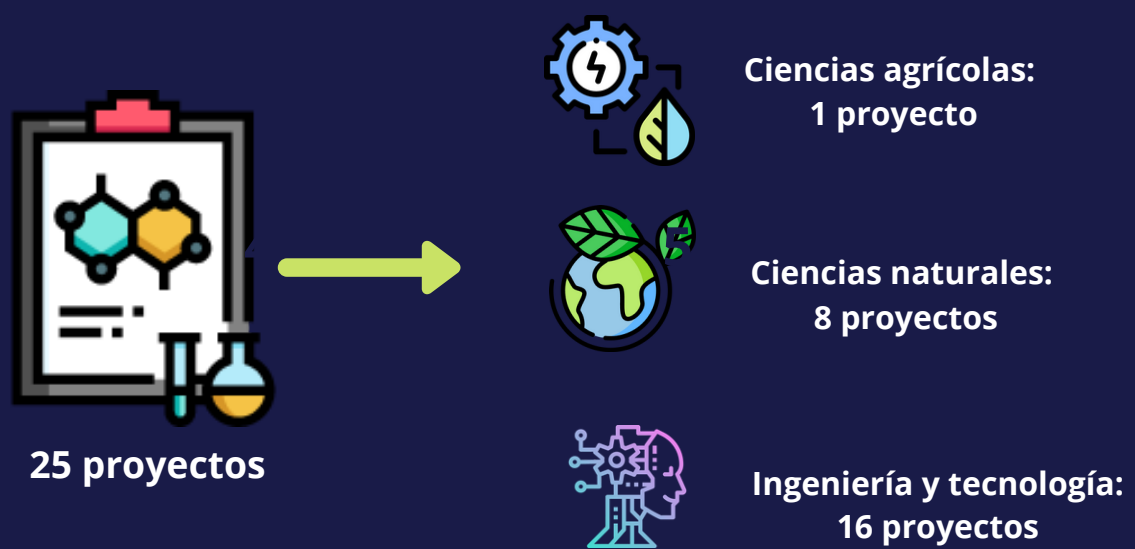 25 proyectos
Ciencias agrícolas:
1 proyecto
Ciencias naturales:
8 proyectos
Ingeniería y tecnología:
16 proyectos